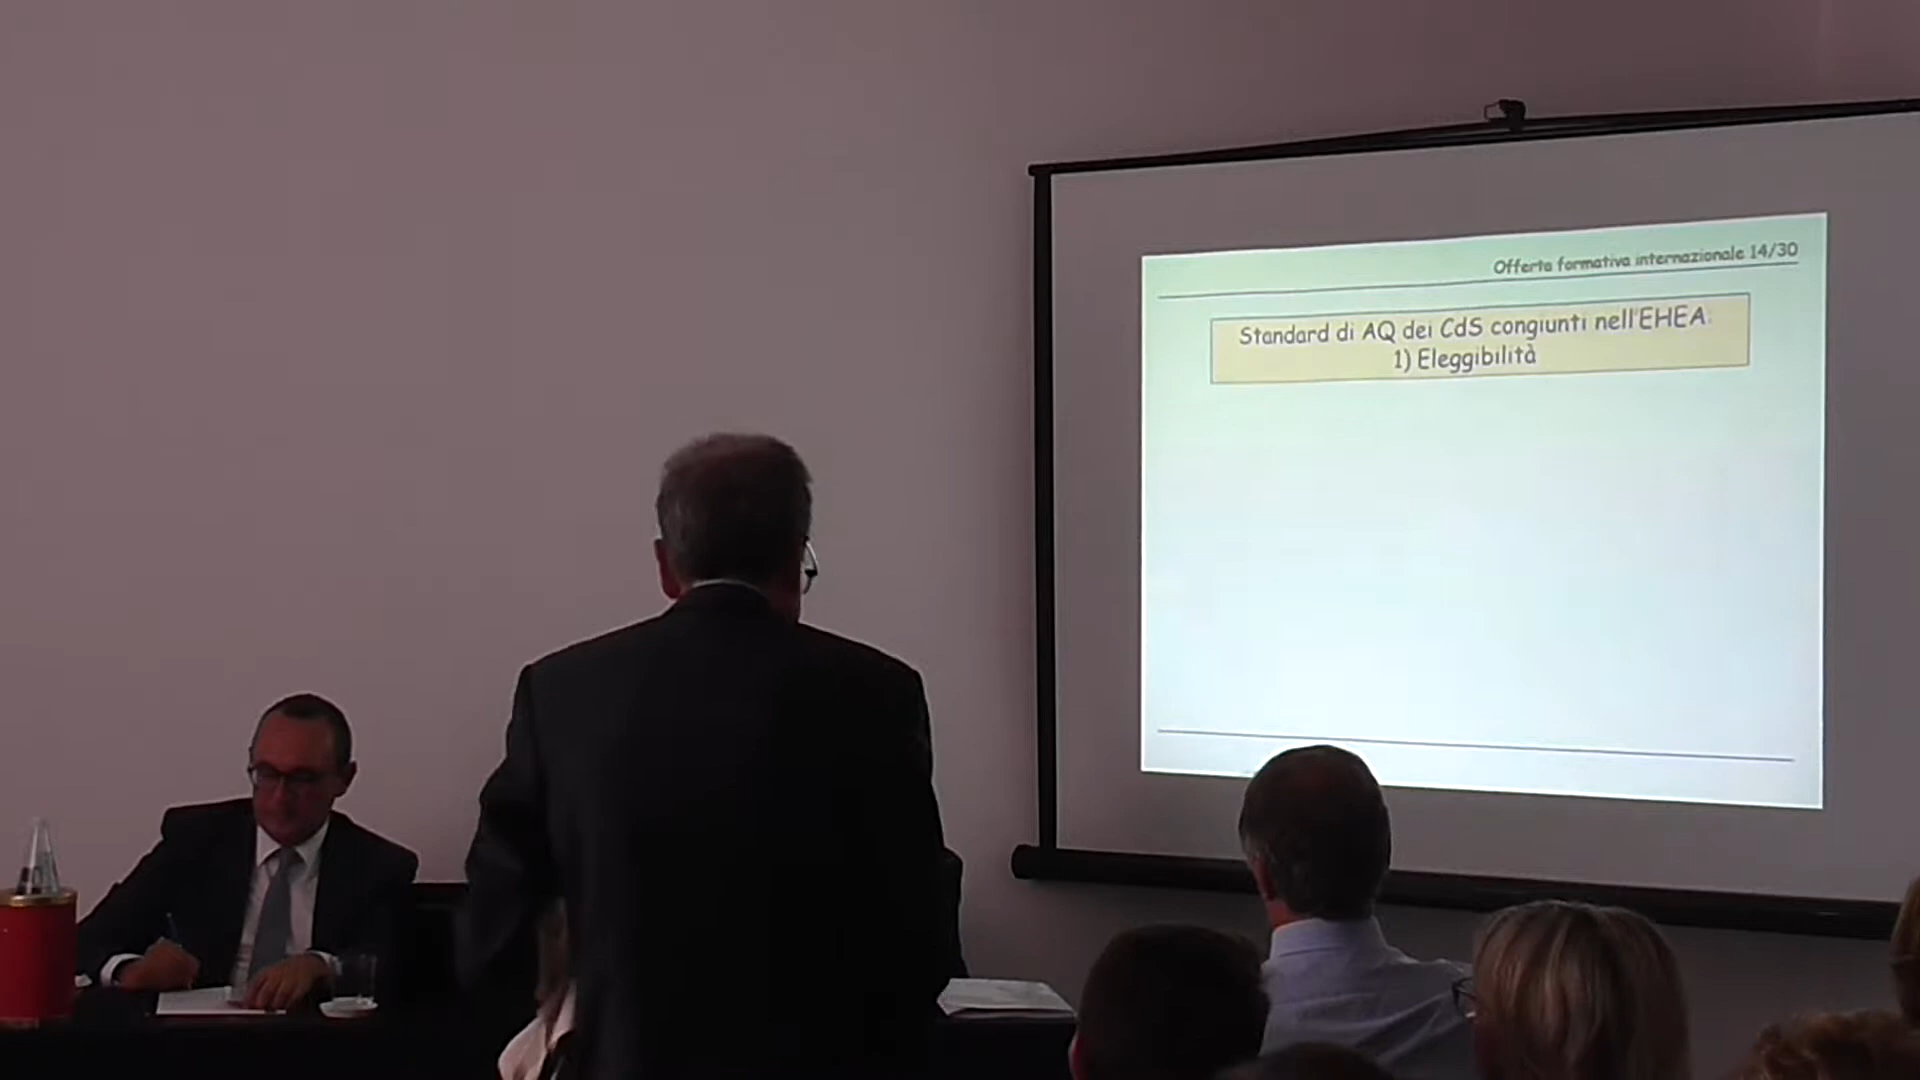 Offerta formativa internazionale 14/30
Standard di AQ dei CdS congiunti nell'EHEA:
1) Eleggibilità